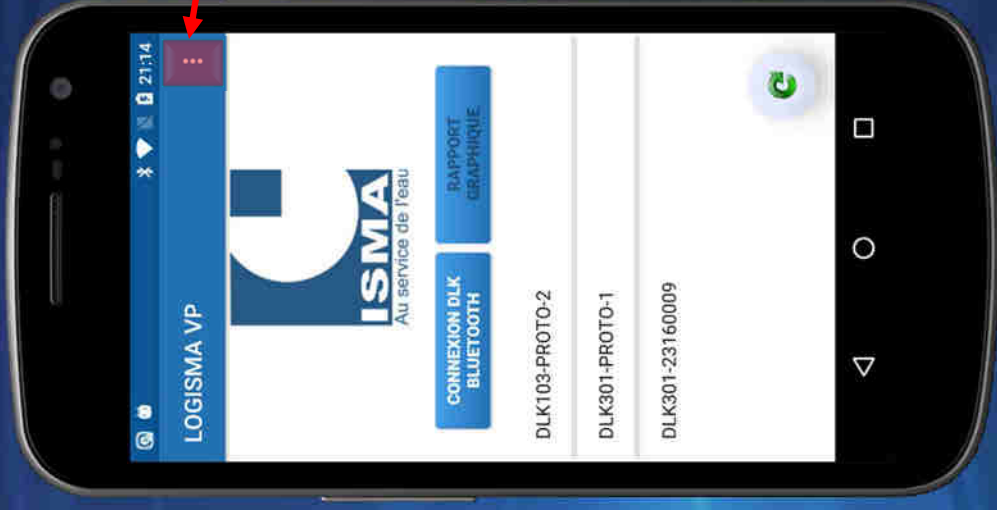 21:14
LOGISMA VP
ISMA
Au service de l'eau
CONNEXION DLK
BLUETOOTH
RAPPORT
GRAPHIQUE
DLK103-PROTO-2
DLK301-PROTO-1
DLK301-23160009